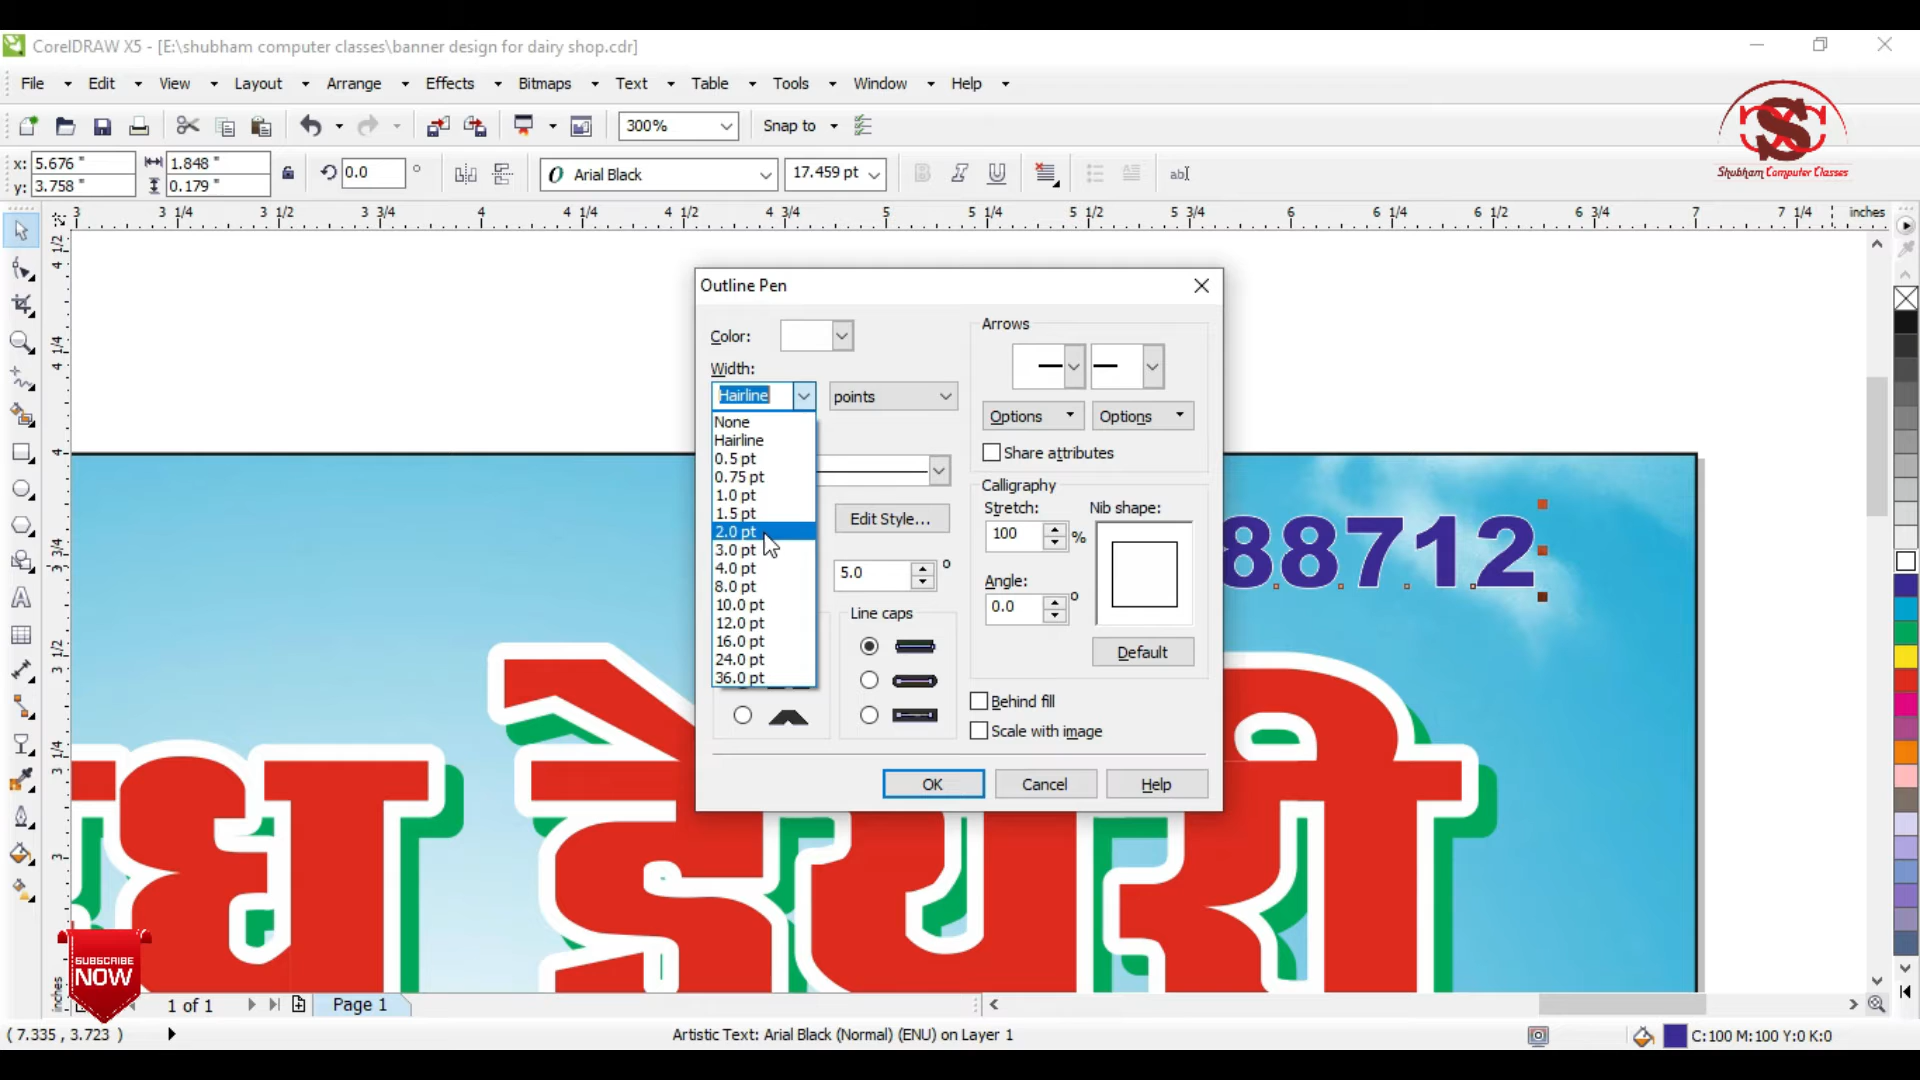 CorelDRAW X5 - [E:\shubham computer classes\banner design for dairy shop.cdr]
File Edit View Layout Arrange Effects Bitmaps Text Table Tools Window Help
300% Snap to
x: 5.676 " 1.848 " 0.0 ° Arial Black 17.459 pt
y: 3.758 " 0.179 "
Shubham Computer Classes
3 3 1/4 3 1/2 3 3/4 4 4 1/4 4 1/2 4 3/4 5 5 1/4 5 1/2 5 3/4 6 6 1/4 6 1/2 6 3/4 7 7 1/4 inches
Outline Pen
Color:
Width:
Hairline
points
None
Hairline
0.5 pt
0.75 pt
1.0 pt
1.5 pt
2.0 pt
3.0 pt
4.0 pt
8.0 pt
10.0 pt
12.0 pt
16.0 pt
24.0 pt
36.0 pt
Edit Style...
5.0 °
Line caps
Arrows
Options Options
Share attributes
Calligraphy
Stretch:
100 %
Nib shape:
Angle:
0.0 °
Default
Behind fill
Scale with image
OK Cancel Help
88712
डेयरी
SUBSCRIBE
NOW
1 of 1 Page 1
( 7.335 , 3.723 ) Artistic Text: Arial Black (Normal) (ENU) on Layer 1 C:100 M:100 Y:0 K:0